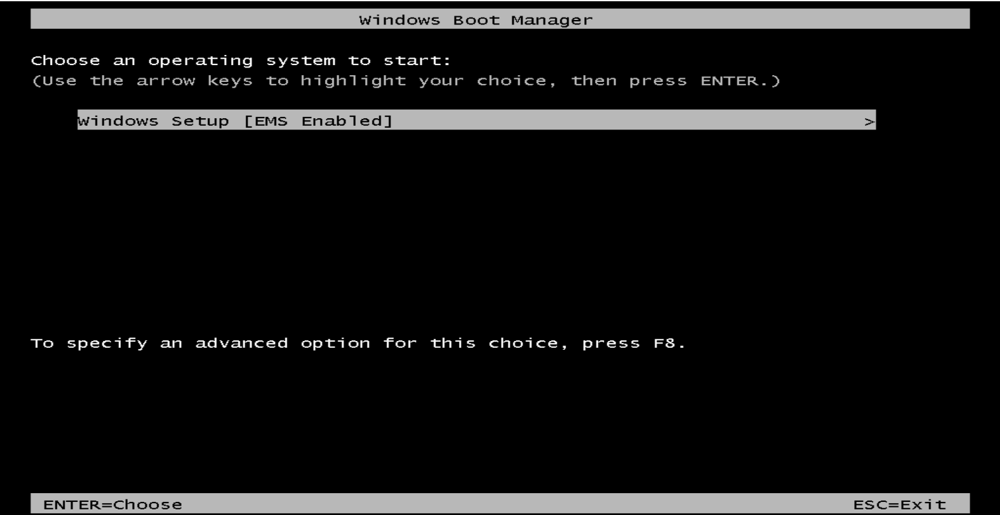 Windows Boot Manager
Choose an operating system to start:
(Use the arrow keys to highlight your choice, then press ENTER.)
Windows Setup [EMS Enabled] >
To specify an advanced option for this choice, press F8.
ENTER=Choose ESC=Exit